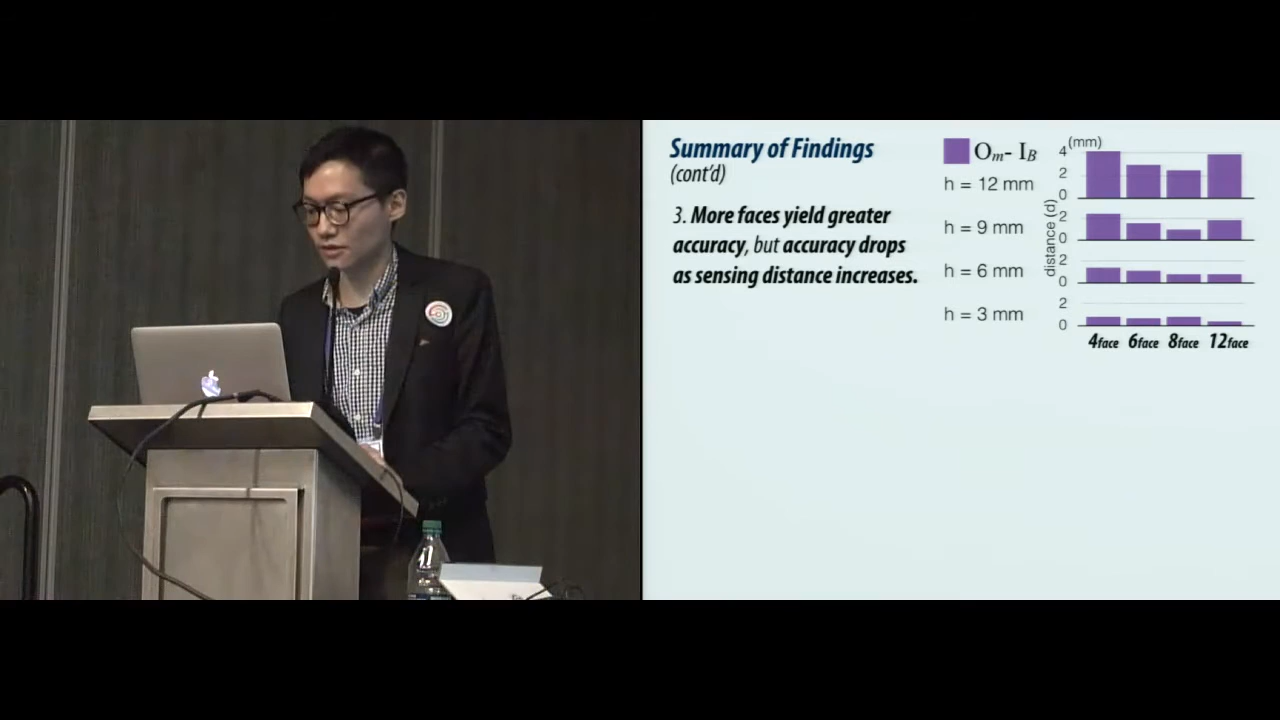 Summary of Findings
(cont'd)
3. More faces yield greater
accuracy, but accuracy drops
as sensing distance increases.
Om- IB
h = 12 mm
h = 9 mm
h = 6 mm
h = 3 mm
(mm)
4
2
0
2
0
2
0
2
0
distance (d)
4face 6face 8face 12face